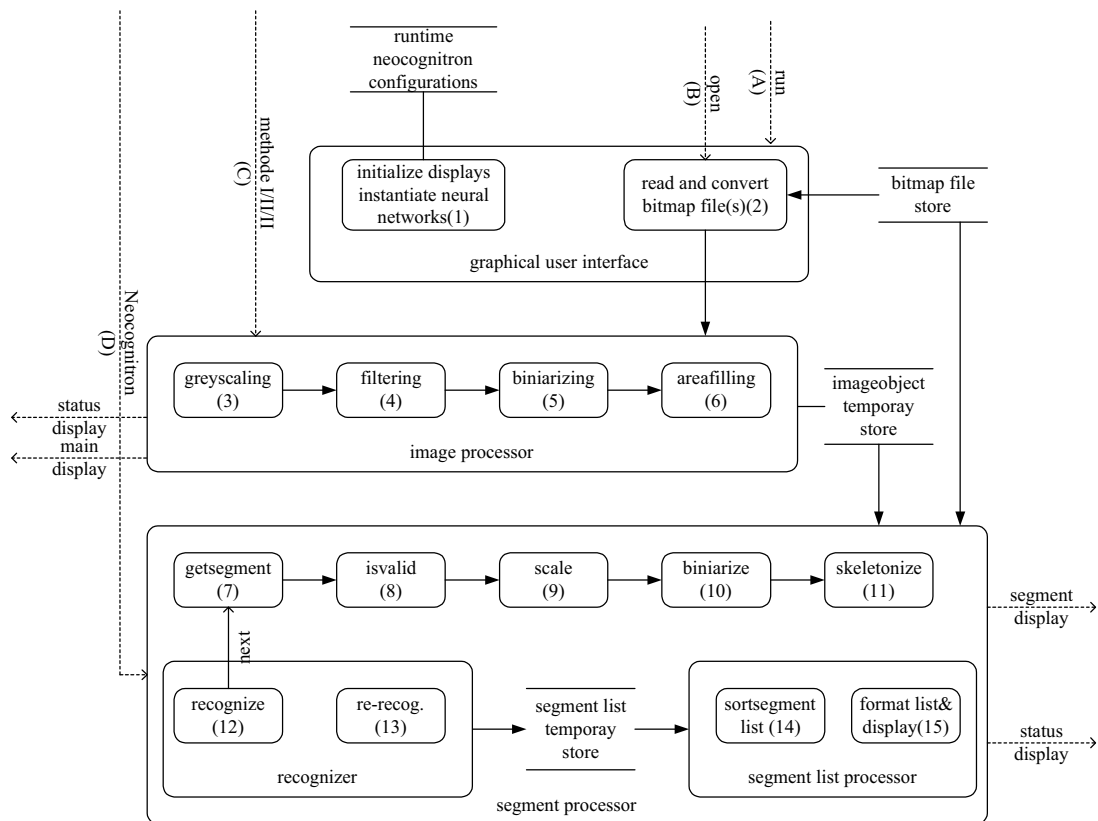 runtime
neocognitron
configurations
run
(A)
open
(B)
methode I/II/II
(C)
Neocognitron
(D)
initialize displays
instantiate neural
networks(1)
read and convert
bitmap file(s)(2)
bitmap file
store
graphical user interface
greyscaling
(3)
filtering
(4)
biniarizing
(5)
areafilling
(6)
image processor
imageobject
temporay
store
status
display
main
display
getsegment
(7)
isvalid
(8)
scale
(9)
biniarize
(10)
skeletonize
(11)
segment
display
next
recognize
(12)
re-recog.
(13)
recognizer
segment list
temporay
store
sortsegment
list (14)
format list&
display(15)
segment list processor
status
display
segment processor